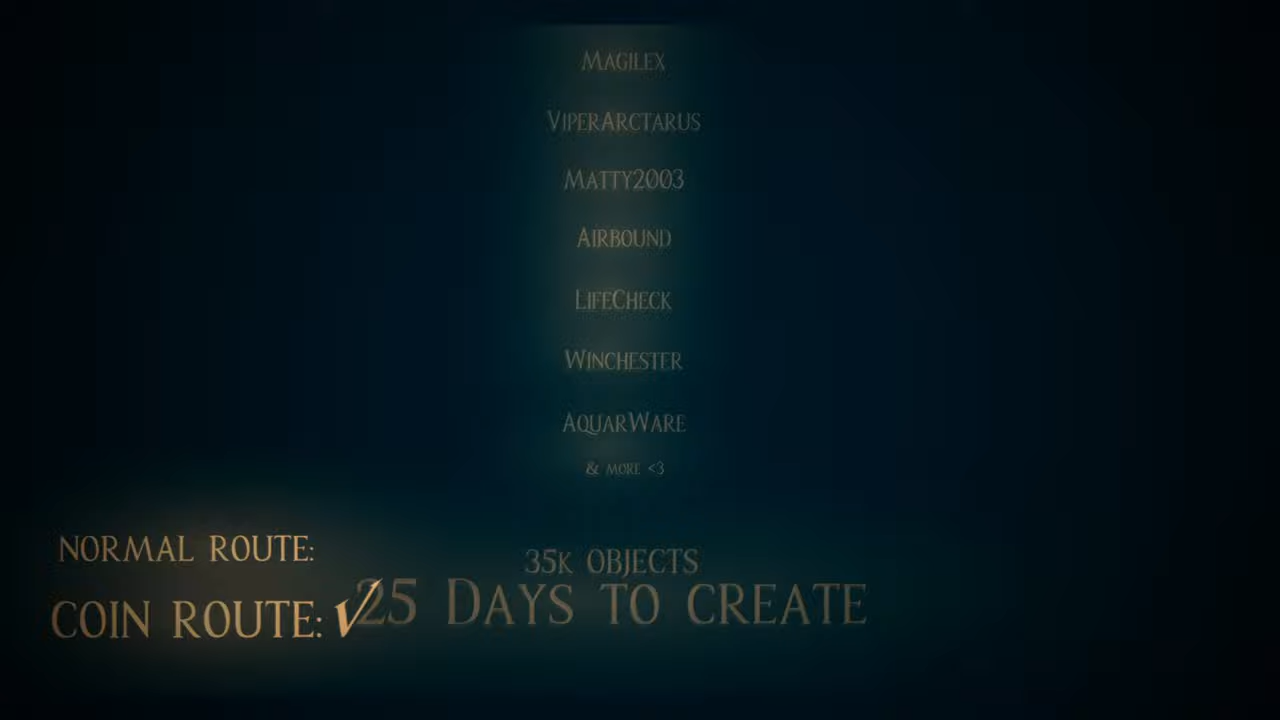 Magilex
ViperArctarus
Matty2003
Airbound
LifeCheck
Winchester
AquarWare
& more <3
35k objects
25 Days to create
Normal Route:
Coin Route: ✓